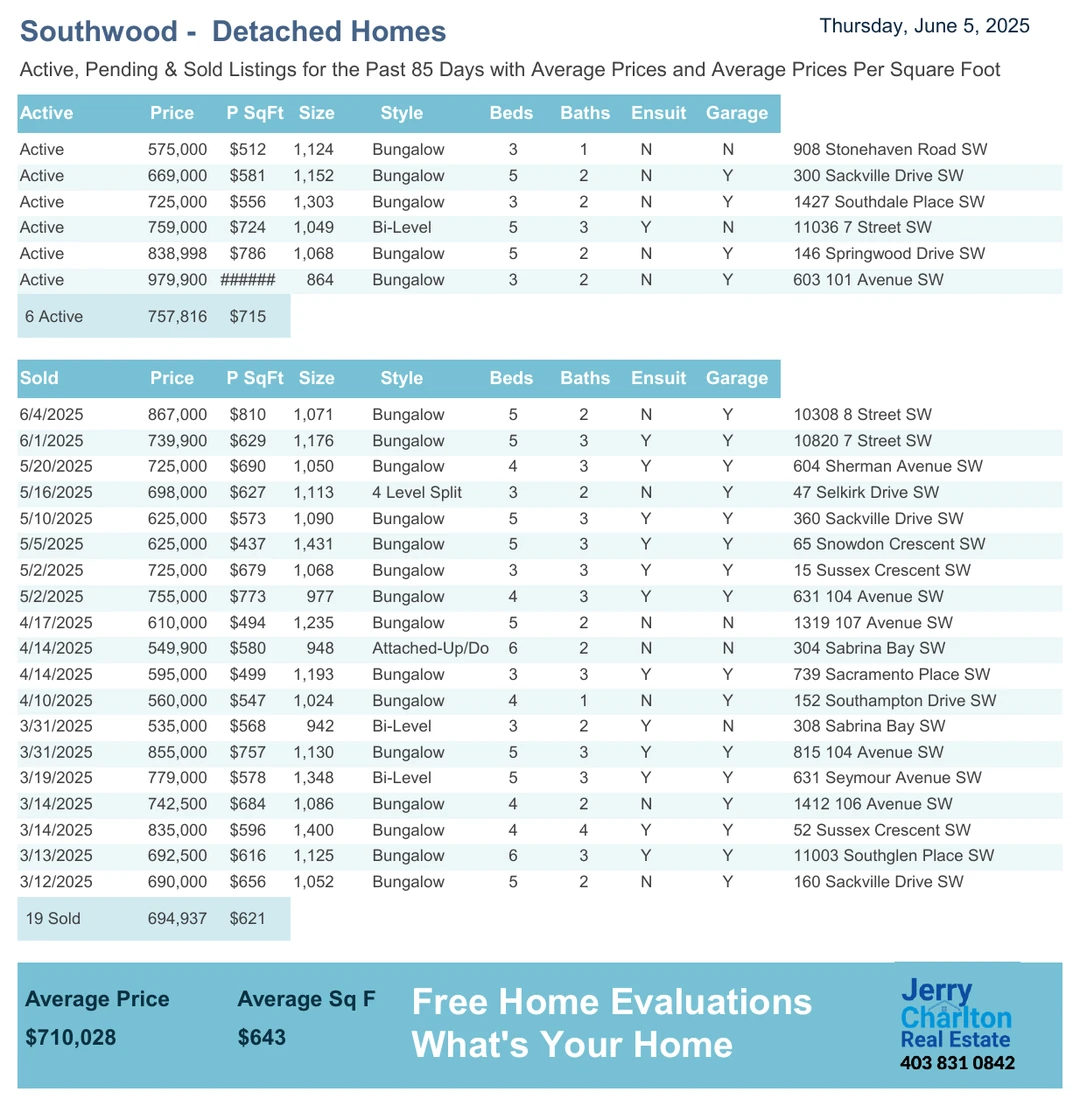 Southwood - Detached Homes Thursday, June 5, 2025
Active, Pending & Sold Listings for the Past 85 Days with Average Prices and Average Prices Per Square Foot
Active Price P SqFt Size Style Beds Baths Ensuit Garage
Active 575,000 $512 1,124 Bungalow 3 1 N N 908 Stonehaven Road SW
Active 669,000 $581 1,152 Bungalow 5 2 N Y 300 Sackville Drive SW
Active 725,000 $556 1,303 Bungalow 3 2 N Y 1427 Southdale Place SW
Active 759,000 $724 1,049 Bi-Level 5 3 Y N 11036 7 Street SW
Active 838,998 $786 1,068 Bungalow 5 2 N Y 146 Springwood Drive SW
Active 979,900 ###### 864 Bungalow 3 2 N Y 603 101 Avenue SW
6 Active 757,816 $715
Sold Price P SqFt Size Style Beds Baths Ensuit Garage
6/4/2025 867,000 $810 1,071 Bungalow 5 2 N Y 10308 8 Street SW
6/1/2025 739,900 $629 1,176 Bungalow 5 3 Y Y 10820 7 Street SW
5/20/2025 725,000 $690 1,050 Bungalow 4 3 Y Y 604 Sherman Avenue SW
5/16/2025 698,000 $627 1,113 4 Level Split 3 2 N Y 47 Selkirk Drive SW
5/10/2025 625,000 $573 1,090 Bungalow 5 3 Y Y 360 Sackville Drive SW
5/5/2025 625,000 $437 1,431 Bungalow 5 3 Y Y 65 Snowdon Crescent SW
5/2/2025 725,000 $679 1,068 Bungalow 3 3 Y Y 15 Sussex Crescent SW
5/2/2025 755,000 $773 977 Bungalow 4 3 Y Y 631 104 Avenue SW
4/17/2025 610,000 $494 1,235 Bungalow 5 2 N N 1319 107 Avenue SW
4/14/2025 549,900 $580 948 Attached-Up/Do 6 2 N N 304 Sabrina Bay SW
4/14/2025 595,000 $499 1,193 Bungalow 3 3 Y Y 739 Sacramento Place SW
4/10/2025 560,000 $547 1,024 Bungalow 4 1 N Y 152 Southampton Drive SW
3/31/2025 535,000 $568 942 Bi-Level 3 2 Y N 308 Sabrina Bay SW
3/31/2025 855,000 $757 1,130 Bungalow 5 3 Y Y 815 104 Avenue SW
3/19/2025 779,000 $578 1,348 Bi-Level 5 3 Y Y 631 Seymour Avenue SW
3/14/2025 742,500 $684 1,086 Bungalow 4 2 N Y 1412 106 Avenue SW
3/14/2025 835,000 $596 1,400 Bungalow 4 4 Y Y 52 Sussex Crescent SW
3/13/2025 692,500 $616 1,125 Bungalow 6 3 Y Y 11003 Southglen Place SW
3/12/2025 690,000 $656 1,052 Bungalow 5 2 N Y 160 Sackville Drive SW
19 Sold 694,937 $621
Average Price Average Sq F
$710,028 $643
Free Home Evaluations
What's Your Home
Jerry
Charlton
Real Estate
403 831 0842